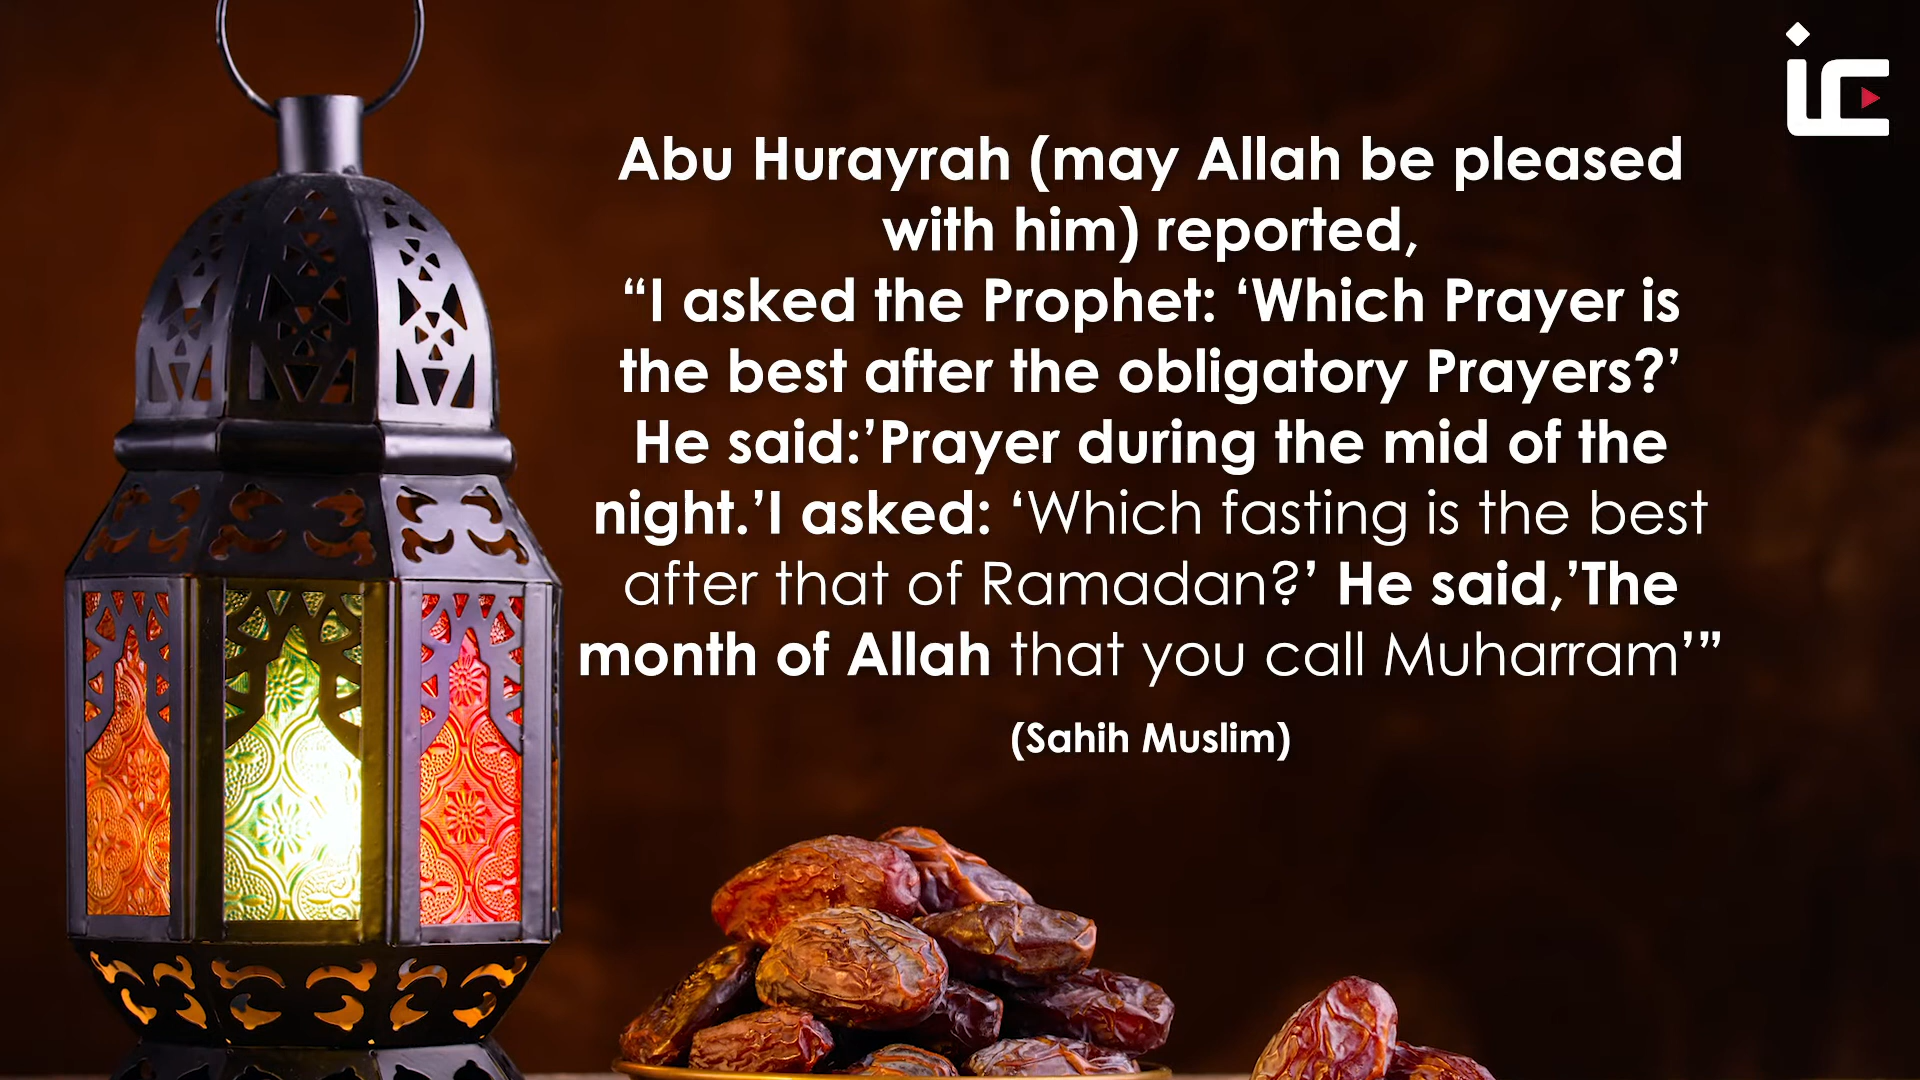 Abu Hurayrah (may Allah be pleased
with him) reported,
“I asked the Prophet: ‘Which Prayer is
the best after the obligatory Prayers?’
He said:’Prayer during the mid of the
night.’I asked: ‘Which fasting is the best
after that of Ramadan?’ He said,’The
month of Allah that you call Muharram’”
(Sahih Muslim)